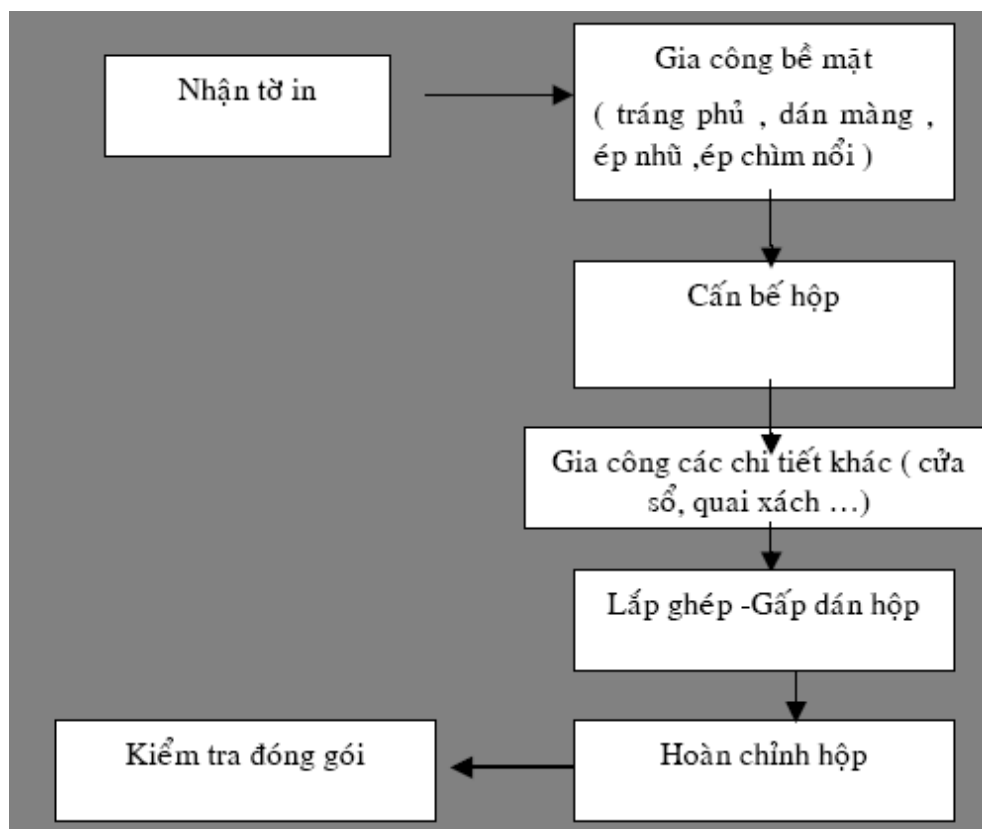 Nhận tờ in
Gia công bề mặt
( tráng phủ , dán màng ,
ép nhũ ,ép chìm nổi )
Cấn bế hộp
Gia công các chi tiết khác ( cửa
sổ, quai xách ...)
Lắp ghép -Gấp dán hộp
Hoàn chỉnh hộp
Kiểm tra đóng gói